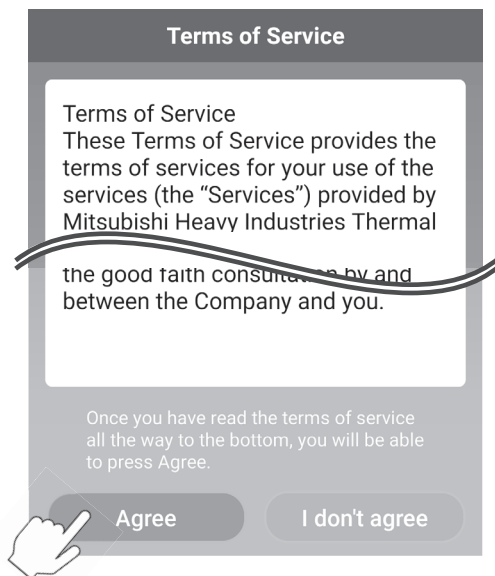 Terms of Service
Terms of Service
These Terms of Service provides the
terms of services for your use of the
services (the “Services”) provided by
Mitsubishi Heavy Industries Thermal
the good faith consultation by and
between the Company and you.
Once you have read the terms of service
all the way to the bottom, you will be able
to press Agree.
Agree
I don't agree